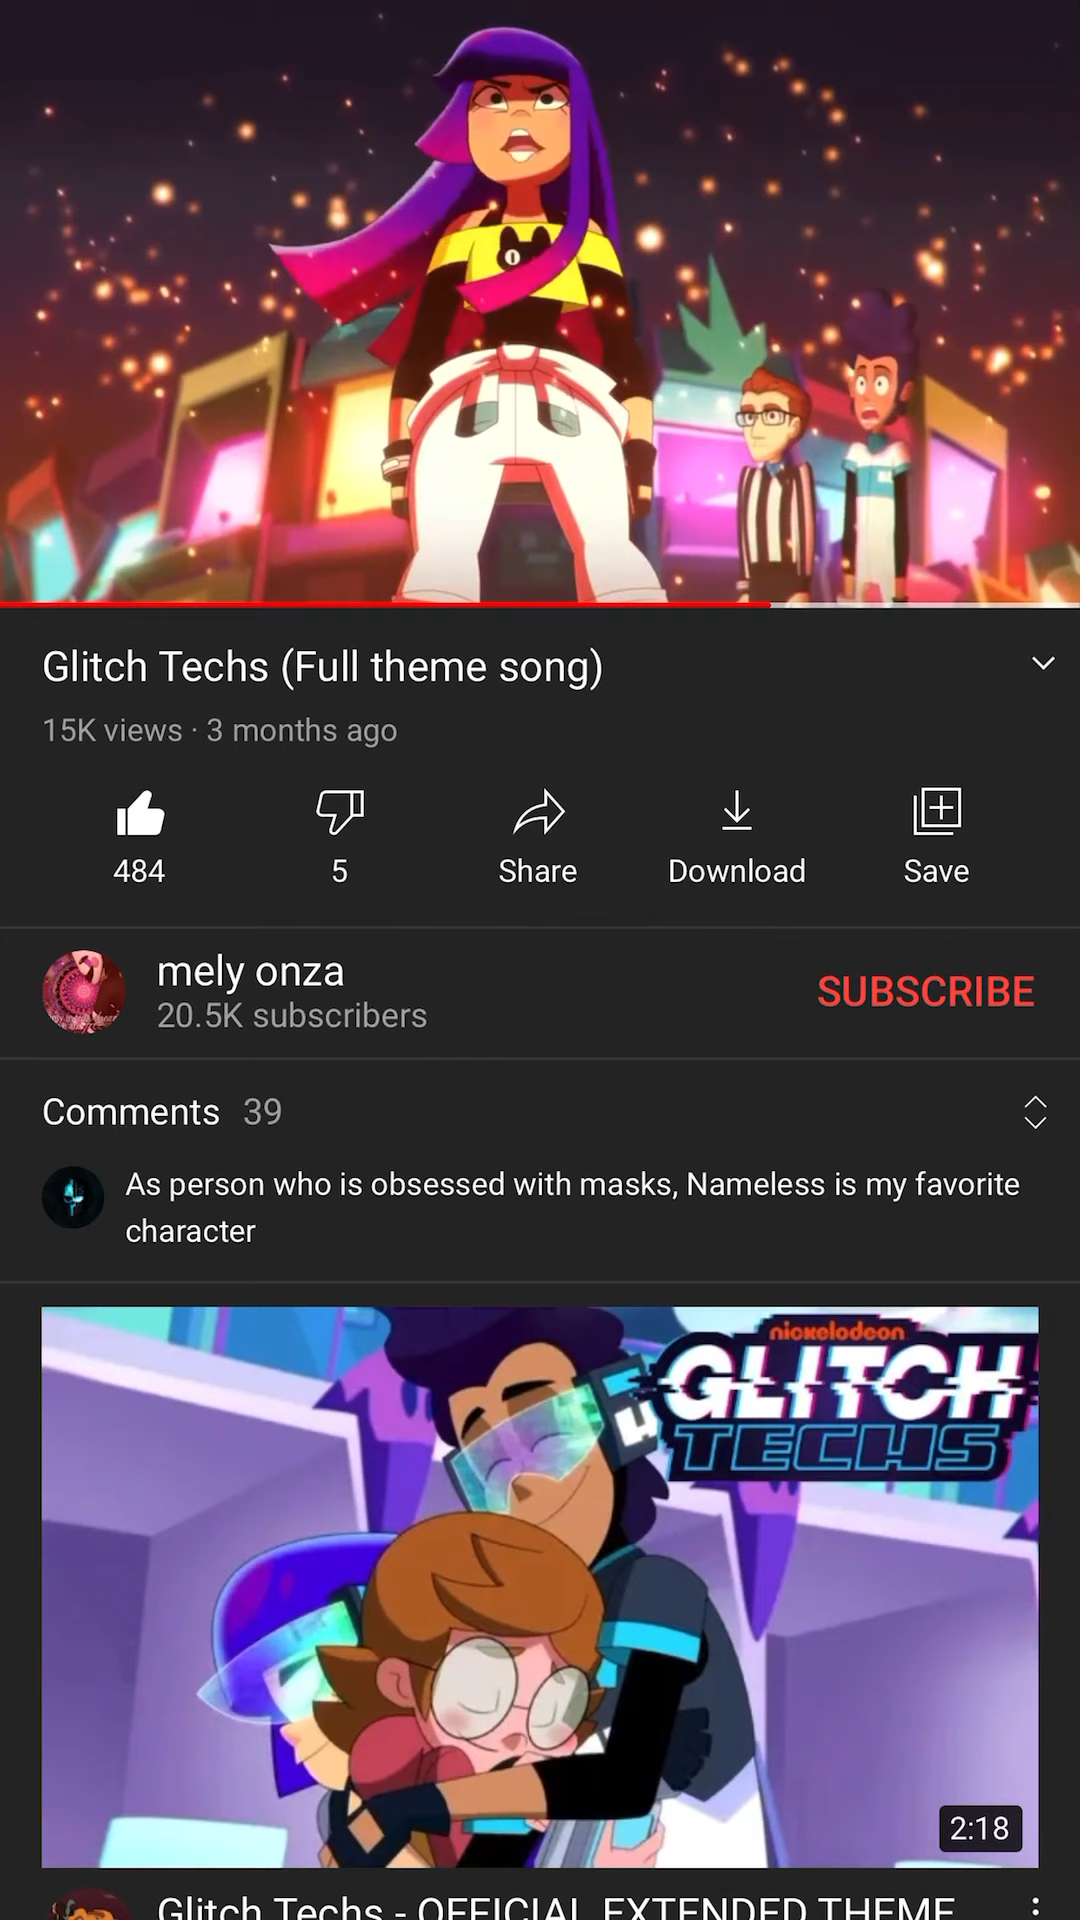 Glitch Techs (Full theme song)
15K views · 3 months ago
484
5
Share
Download
Save
mely onza
20.5K subscribers
SUBSCRIBE
Comments 39
As person who is obsessed with masks, Nameless is my favorite
character
nickelodeon
GLITCH
TECHS
2:18
Glitch Techs - OFFICIAL EXTENDED THEME